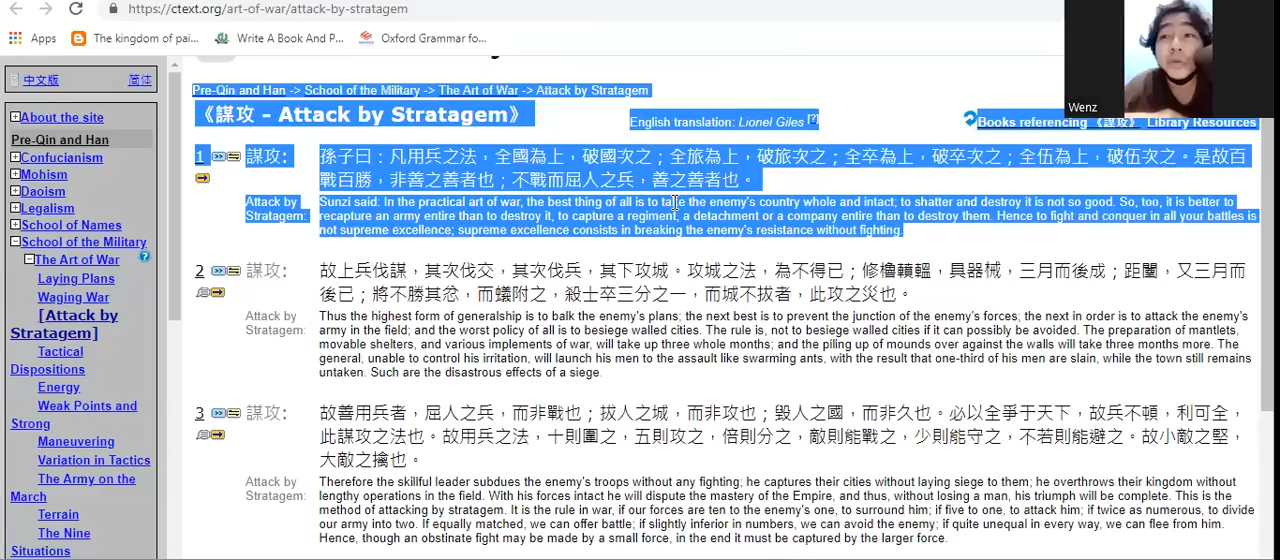 https://ctext.org/art-of-war/attack-by-stratagem
Apps The kingdom of pai... Write A Book And P... Oxford Grammar fo...
Wenz
中文版 简体
About the site
Pre-Qin and Han
Confucianism
Mohism
Daoism
Legalism
School of Names
School of the Military
The Art of War ?
Laying Plans
Waging War
[Attack by
Stratagem]
Tactical
Dispositions
Energy
Weak Points and
Strong
Maneuvering
Variation in Tactics
The Army on the
March
Terrain
The Nine
Situations
Pre-Qin and Han -> School of the Military -> The Art of War -> Attack by Stratagem
《謀攻 - Attack by Stratagem》
English translation: Lionel Giles [?]
Books referencing 《謀攻》 Library Resources
1 謀攻: 孫子曰：凡用兵之法，全國為上，破國次之；全旅為上，破旅次之；全卒為上，破卒次之；全伍為上，破伍次之。是故百
戰百勝，非善之善者也；不戰而屈人之兵，善之善者也。
Attack by Stratagem: Sunzi said: In the practical art of war, the best thing of all is to take the enemy's country whole and intact; to shatter and destroy it is not so good. So, too, it is better to
recapture an army entire than to destroy it, to capture a regiment, a detachment or a company entire than to destroy them. Hence to fight and conquer in all your battles is
not supreme excellence; supreme excellence consists in breaking the enemy's resistance without fighting.
2 謀攻: 故上兵伐謀，其次伐交，其次伐兵，其下攻城。攻城之法，為不得已；修櫓轒轀，具器械，三月而後成；距闉，又三月而
後已；將不勝其忿，而蟻附之，殺士卒三分之一，而城不拔者，此攻之災也。
Attack by Stratagem: Thus the highest form of generalship is to balk the enemy's plans; the next best is to prevent the junction of the enemy's forces; the next in order is to attack the enemy's
army in the field; and the worst policy of all is to besiege walled cities. The rule is, not to besiege walled cities if it can possibly be avoided. The preparation of mantlets,
movable shelters, and various implements of war, will take up three whole months; and the piling up of mounds over against the walls will take three months more. The
general, unable to control his irritation, will launch his men to the assault like swarming ants, with the result that one-third of his men are slain, while the town still remains
untaken. Such are the disastrous effects of a siege.
3 謀攻: 故善用兵者，屈人之兵，而非戰也；拔人之城，而非攻也；毀人之國，而非久也。必以全爭于天下，故兵不頓，利可全，
此謀攻之法也。故用兵之法，十則圍之，五則攻之，倍則分之，敵則能戰之，少則能守之，不若則能避之。故小敵之堅，
大敵之擒也。
Attack by Stratagem: Therefore the skillful leader subdues the enemy's troops without any fighting; he captures their cities without laying siege to them; he overthrows their kingdom without
lengthy operations in the field. With his forces intact he will dispute the mastery of the Empire, and thus, without losing a man, his triumph will be complete. This is the
method of attacking by stratagem. It is the rule in war, if our forces are ten to the enemy's one, to surround him; if five to one, to attack him; if twice as numerous, to divide
our army into two. If equally matched, we can offer battle; if slightly inferior in numbers, we can avoid the enemy; if quite unequal in every way, we can flee from him.
Hence, though an obstinate fight may be made by a small force, in the end it must be captured by the larger force.